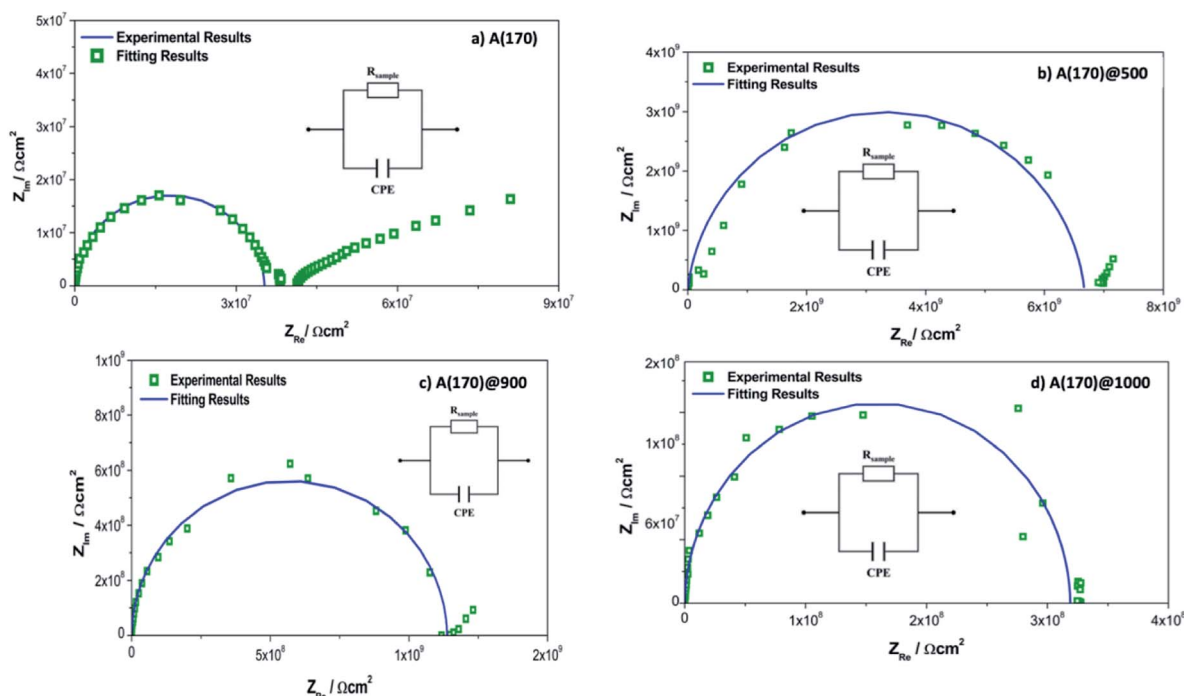 5x10⁷
4x10⁷
3x10⁷
2x10⁷
1x10⁷
0
Z_Im / Ωcm²
Experimental Results
Fitting Results
a) A(170)
R_sample
CPE
0
3x10⁷
6x10⁷
9x10⁷
Z_Re / Ωcm²
4x10⁹
3x10⁹
2x10⁹
1x10⁹
0
Z_Im / Ωcm²
Experimental Results
Fitting Results
b) A(170)@500
R_sample
CPE
0
2x10⁹
4x10⁹
6x10⁹
8x10⁹
Z_Re / Ωcm²
1x10⁹
8x10⁸
6x10⁸
4x10⁸
2x10⁸
0
Z_Im / Ωcm²
Experimental Results
Fitting Results
c) A(170)@900
R_sample
CPE
0
5x10⁸
1x10⁹
2x10⁹
Z_Re / Ωcm²
2x10⁸
1x10⁸
6x10⁷
0
Z_Im / Ωcm²
Experimental Results
Fitting Results
d) A(170)@1000
R_sample
CPE
0
1x10⁸
2x10⁸
3x10⁸
4x10⁸
Z_Re / Ωcm²